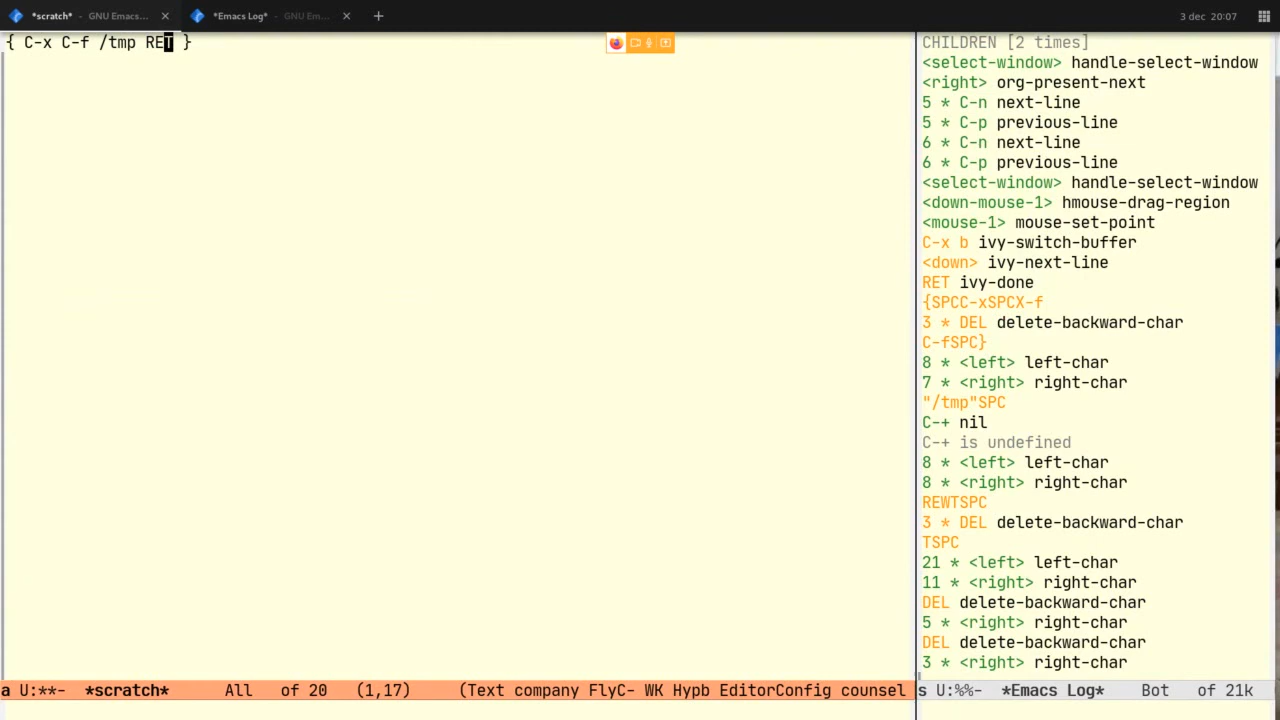 *scratch* - GNU Emacs...
*Emacs Log* - GNU Em...
3 dec 20:07
{ C-x C-f /tmp RET }
CHILDREN [2 times]
<select-window> handle-select-window
<right> org-present-next
5 * C-n next-line
5 * C-p previous-line
6 * C-n next-line
6 * C-p previous-line
<select-window> handle-select-window
<down-mouse-1> hmouse-drag-region
<mouse-1> mouse-set-point
C-x b ivy-switch-buffer
<down> ivy-next-line
RET ivy-done
{SPCC-xSPCX-f
3 * DEL delete-backward-char
C-fSPC}
8 * <left> left-char
7 * <right> right-char
"/tmp"SPC
C-+ nil
C-+ is undefined
8 * <left> left-char
8 * <right> right-char
REWTSPC
3 * DEL delete-backward-char
TSPC
21 * <left> left-char
11 * <right> right-char
DEL delete-backward-char
5 * <right> right-char
DEL delete-backward-char
3 * <right> right-char
a U:**- *scratch* All of 20 (1,17) (Text company FlyC- WK Hypb EditorConfig counsel
s U:%%- *Emacs Log* Bot of 21k